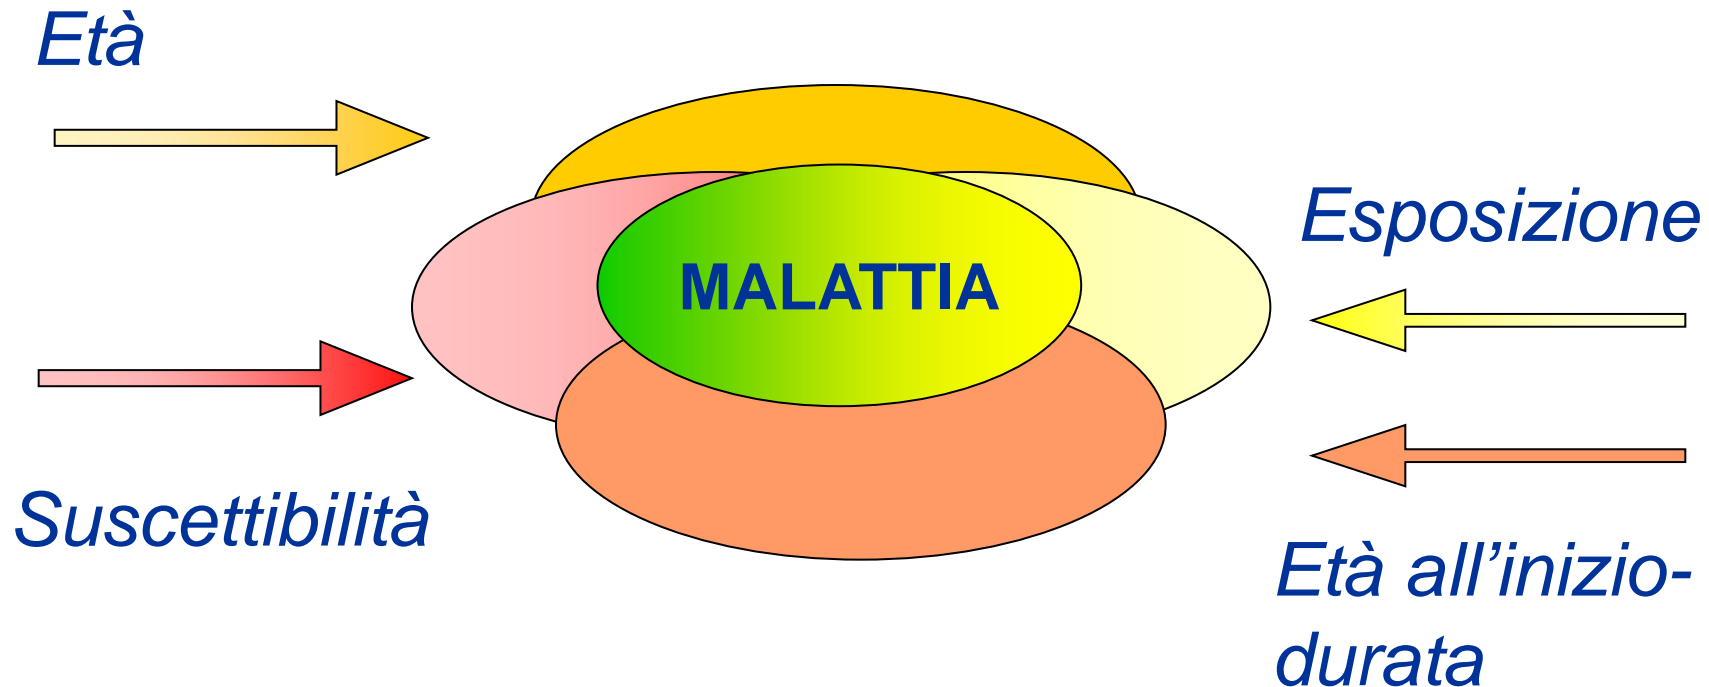 Età
Esposizione
MALATTIA
Suscettibilità
Età all’inizio-
durata